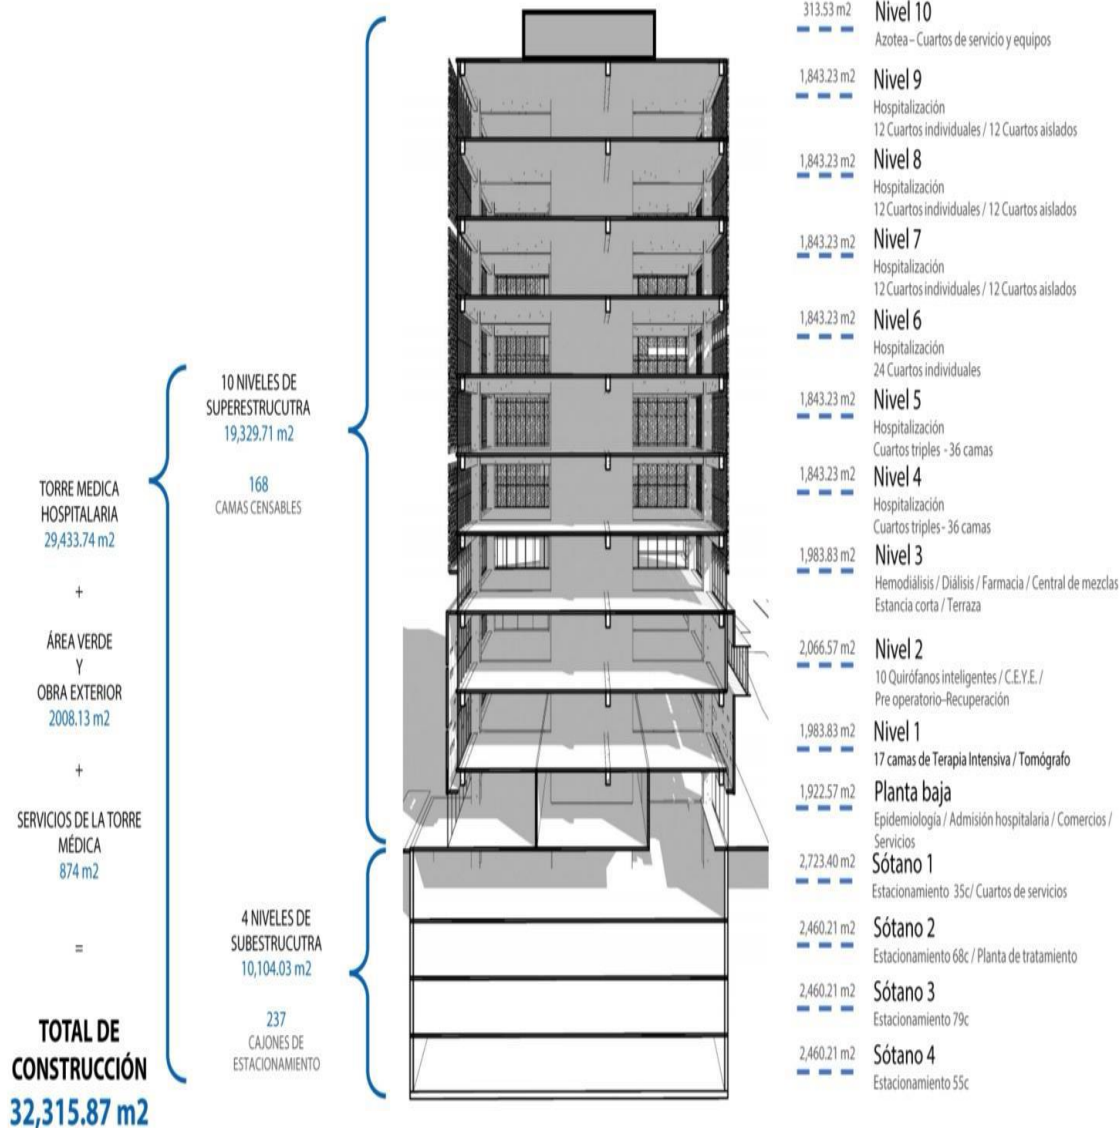 TORRE MEDICA
HOSPITALARIA
29,433.74 m2
+
ÁREA VERDE
Y
OBRA EXTERIOR
2008.13 m2
+
SERVICIOS DE LA TORRE
MÉDICA
874 m2
=
TOTAL DE
CONSTRUCCIÓN
32,315.87 m2
10 NIVELES DE
SUPERESTRUCUTRA
19,329.71 m2
168
CAMAS CENSABLES
4 NIVELES DE
SUBESTRUCUTRA
10,104.03 m2
237
CAJONES DE
ESTACIONAMIENTO
313.53 m2 Nivel 10
Azotea – Cuartos de servicio y equipos
1,843.23 m2 Nivel 9
Hospitalización
12 Cuartos individuales / 12 Cuartos aislados
1,843.23 m2 Nivel 8
Hospitalización
12 Cuartos individuales / 12 Cuartos aislados
1,843.23 m2 Nivel 7
Hospitalización
12 Cuartos individuales / 12 Cuartos aislados
1,843.23 m2 Nivel 6
Hospitalización
24 Cuartos individuales
1,843.23 m2 Nivel 5
Hospitalización
Cuartos triples - 36 camas
1,843.23 m2 Nivel 4
Hospitalización
Cuartos triples - 36 camas
1,983.83 m2 Nivel 3
Hemodiálisis / Diálisis / Farmacia / Central de mezclas
Estancia corta / Terraza
2,066.57 m2 Nivel 2
10 Quirófanos inteligentes / C.E.Y.E. /
Pre operatorio–Recuperación
1,983.83 m2 Nivel 1
17 camas de Terapia Intensiva / Tomógrafo
1,922.57 m2 Planta baja
Epidemiología / Admisión hospitalaria / Comercios /
Servicios
2,723.40 m2 Sótano 1
Estacionamiento 35c/ Cuartos de servicios
2,460.21 m2 Sótano 2
Estacionamiento 68c / Planta de tratamiento
2,460.21 m2 Sótano 3
Estacionamiento 79c
2,460.21 m2 Sótano 4
Estacionamiento 55c